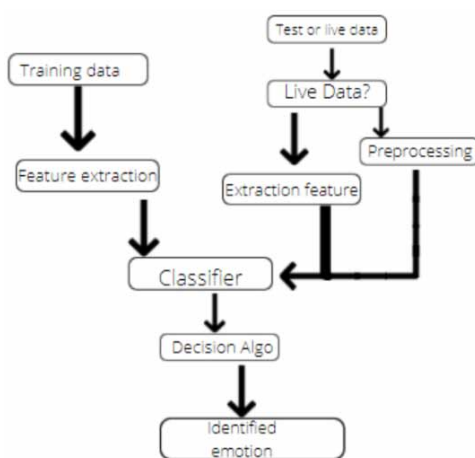 Test or live data
Training data
Live Data?
Preprocessing
Feature extraction
Extraction feature
Classifier
Decision Algo
Identified
emotion